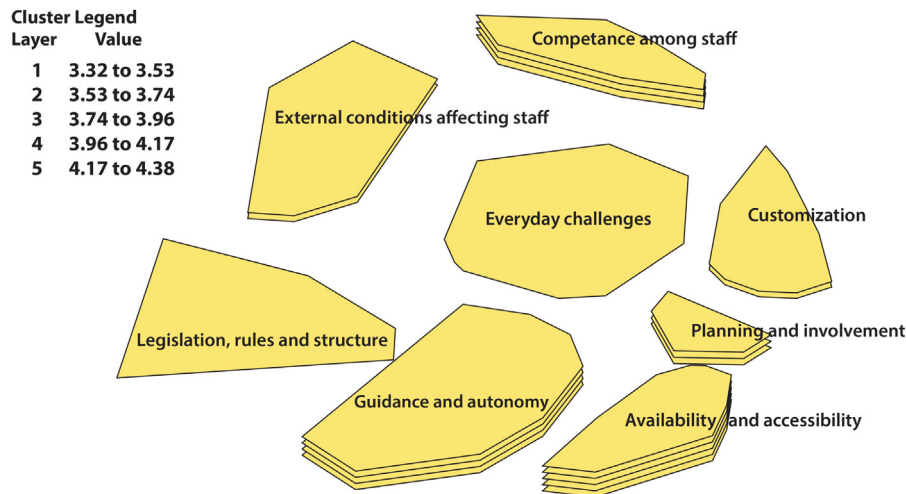 Cluster Legend
Layer Value
1 3.32 to 3.53
2 3.53 to 3.74
3 3.74 to 3.96
4 3.96 to 4.17
5 4.17 to 4.38
Competance among staff
External conditions affecting staff
Everyday challenges
Customization
Legislation, rules and structure
Planning and involvement
Guidance and autonomy
Availability and accessibility